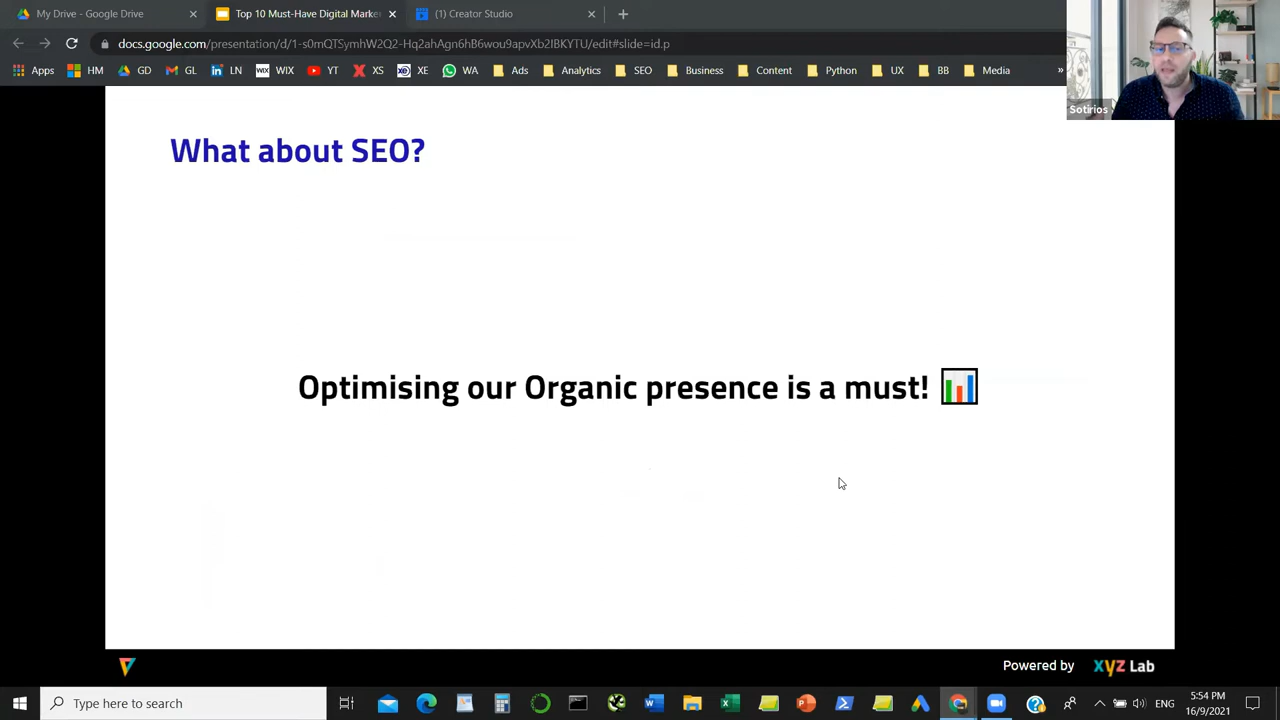 My Drive - Google Drive
Top 10 Must-Have Digital Marke
(1) Creator Studio
docs.google.com/presentation/d/1-s0mQTSymhW2Q2-Hq2ahAgn6hB6wou9apvXb2IBKYTU/edit#slide=id.p
Apps HM GD GL LN WIX YT XS XE WA Ads Analytics SEO Business Content Python UX BB Media »
Sotirios
What about SEO?
Optimising our Organic presence is a must!
Powered by XYZ Lab
Type here to search
ENG
5:54 PM
16/9/2021